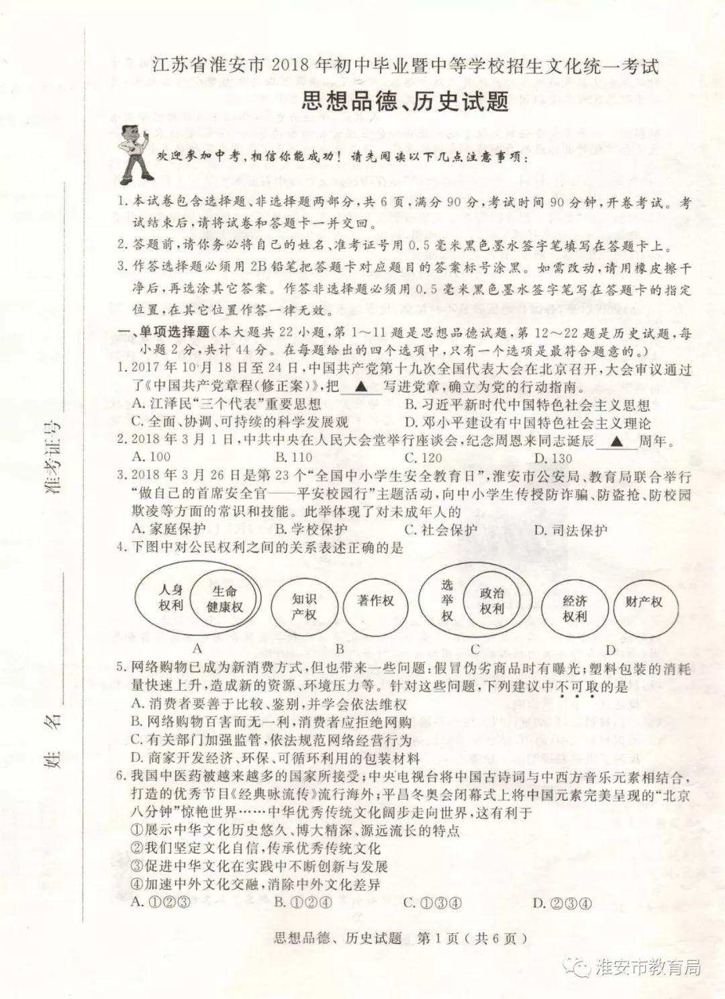 江苏省淮安市 2018 年初中毕业暨中等学校招生文化统一考试
思想品德、历史试题
欢迎参加中考,相信你能成功! 请先阅读以下几点注意事项:
1. 本试卷包含选择题、非选择题两部分,共 6 页,满分 90 分,考试时间 90 分钟,开卷考试。考
试结束后,请将试卷和答题卡一并交回。
2. 答题前,请你务必将自己的姓名、准考证号用 0.5 毫米黑色墨水签字笔填写在答题卡上。
3. 作答选择题必须用 2B 铅笔把答题卡对应题目的答案标号涂黑。如需改动,请用橡皮擦干
净后,再选涂其它答案。作答非选择题必须用 0.5 毫米黑色墨水签字笔写在答题卡的指定
位置,在其它位置作答一律无效。
一、单项选择题(本大题共 22 小题,第 1～11 题是思想品德试题,第 12～22 题是历史试题,每
小题 2 分,共计 44 分。在每题给出的四个选项中,只有一个选项是最符合题意的。)
1. 2017 年 10 月 18 日至 24 日,中国共产党第十九次全国代表大会在北京召开,大会审议通过
了《中国共产党章程(修正案)》,把 ▲ 写进党章,确立为党的行动指南。
A. 江泽民“三个代表”重要思想 B. 习近平新时代中国特色社会主义思想
C. 全面、协调、可持续的科学发展观 D. 邓小平建设有中国特色社会主义理论
2. 2018 年 3 月 1 日,中共中央在人民大会堂举行座谈会,纪念周恩来同志诞辰 ▲ 周年。
A. 100 B. 110 C. 120 D. 130
3. 2018 年 3 月 26 日是第 23 个“全国中小学生安全教育日”,淮安市公安局、教育局联合举行
“做自己的首席安全官——平安校园行”主题活动,向中小学生传授防诈骗、防盗抢、防校园
欺凌等方面的常识和技能。此举体现了对未成年人的
A. 家庭保护 B. 学校保护 C. 社会保护 D. 司法保护
4. 下图中对公民权利之间的关系表述正确的是
人身
权利
生命
健康权
知识
产权
著作权
选
举
权
政治
权利
经济
权利
财产权
A B C D
5. 网络购物已成为新消费方式,但也带来一些问题:假冒伪劣商品时有曝光;塑料包装的消耗
量快速上升,造成新的资源、环境压力等。针对这些问题,下列建议中不可取的是
A. 消费者要善于比较、鉴别,并学会依法维权
B. 网络购物百害而无一利,消费者应拒绝网购
C. 有关部门加强监管,依法规范网络经营行为
D. 商家开发经济、环保、可循环利用的包装材料
6. 我国中医药被越来越多的国家所接受;中央电视台将中国古诗词与中西方音乐元素相结合,
打造的优秀节目《经典咏流传》流行海外;平昌冬奥会闭幕式上将中国元素完美呈现的“北京
八分钟”惊艳世界……中华优秀传统文化阔步走向世界,这有利于
①展示中华文化历史悠久、博大精深、源远流长的特点
②我们坚定文化自信,传承优秀传统文化
③促进中华文化在实践中不断创新与发展
④加速中外文化交融,消除中外文化差异
A. ①②③ B. ①②④ C. ①③④ D. ②③④
思想品德、历史试题 第 1 页 ( 共 6 页 )
准考证号
姓 名
淮安市教育局